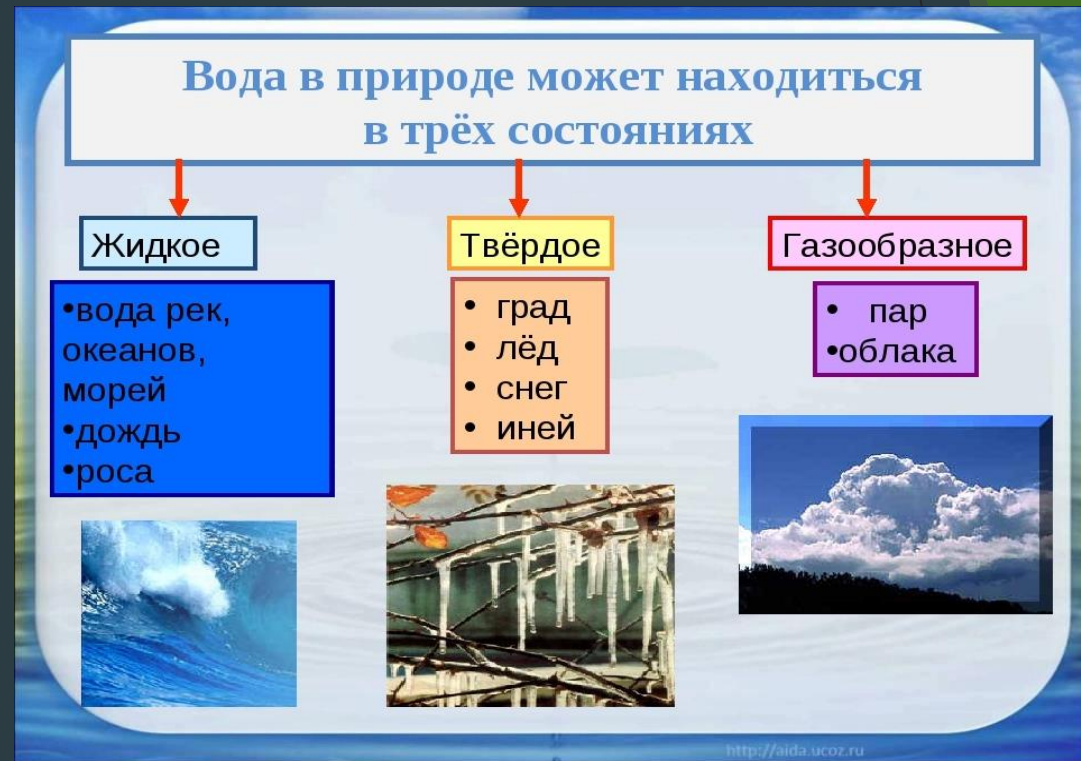 Вода в природе может находиться
в трёх состояниях
Жидкое
•вода рек,
океанов,
морей
•дождь
•роса
Твёрдое
• град
• лёд
• снег
• иней
Газообразное
• пар
•облака
http://aida.ucoz.ru